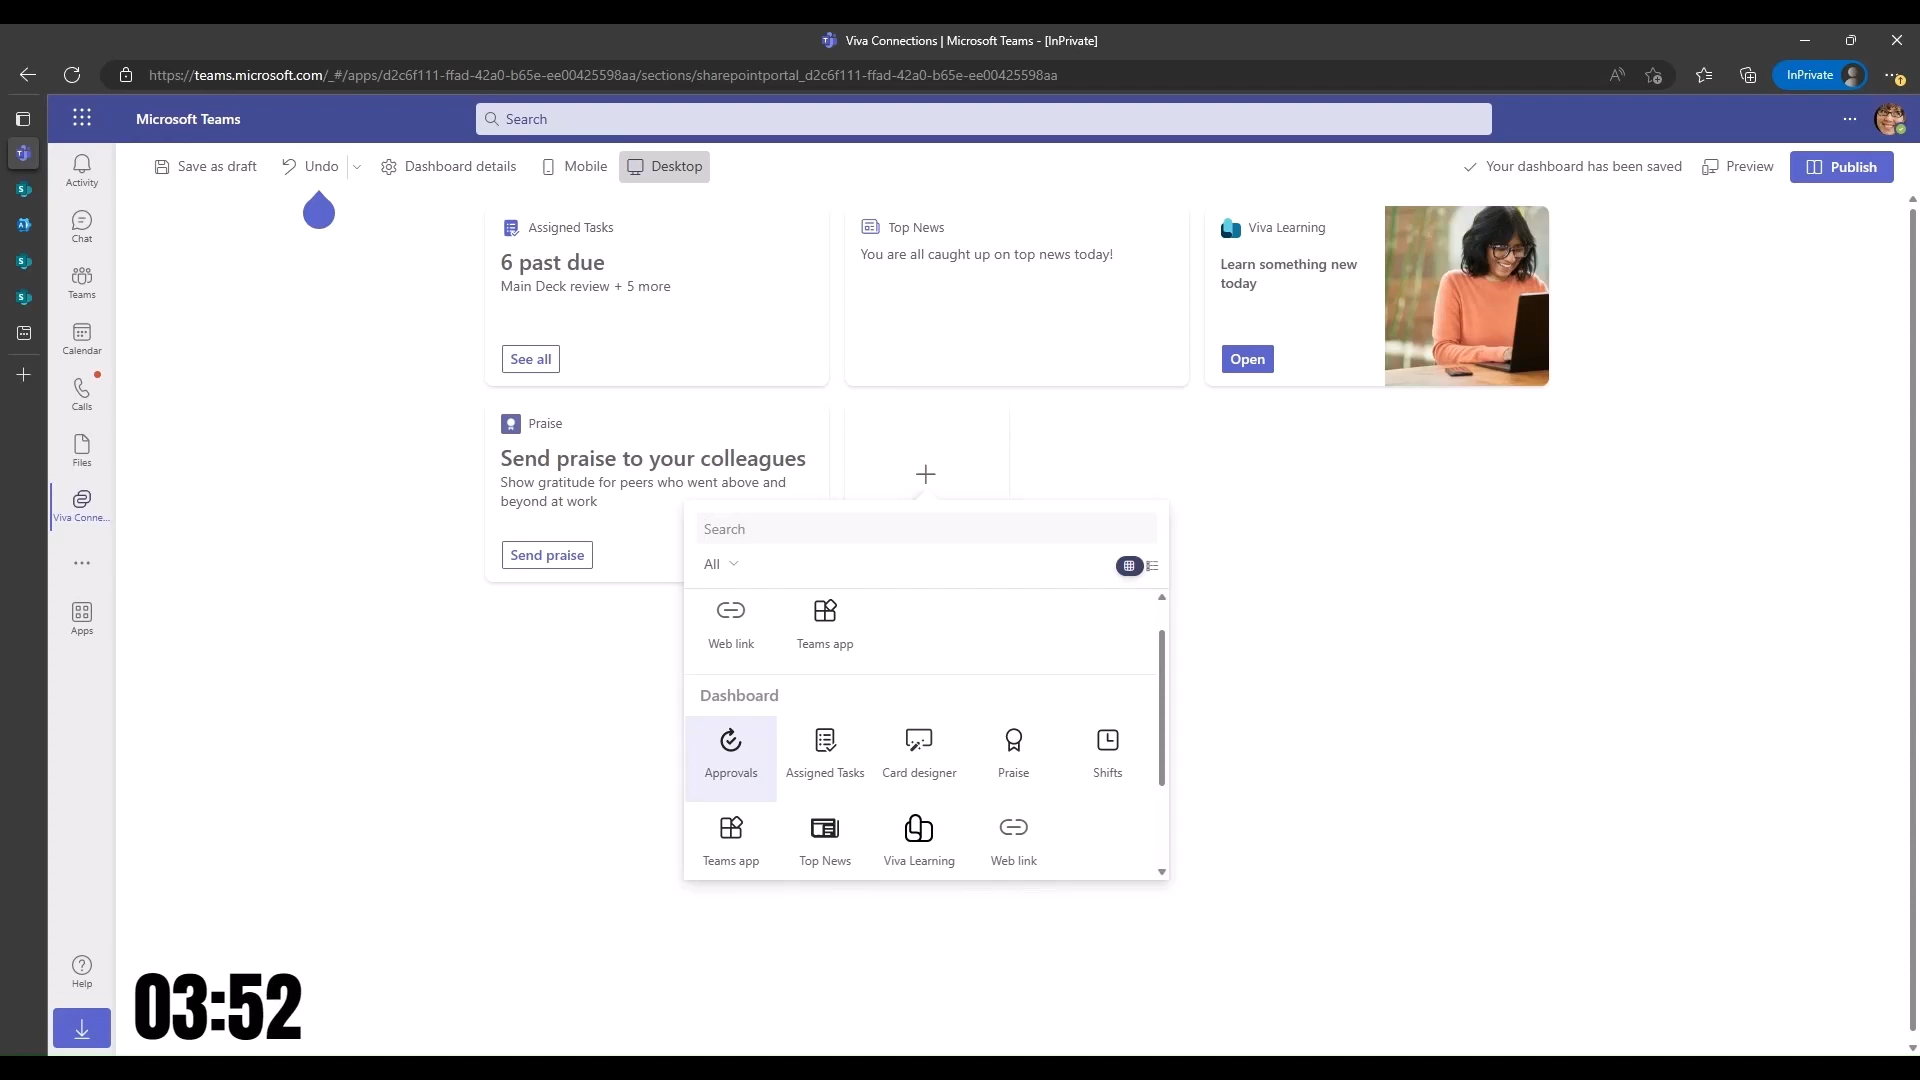 Viva Connections | Microsoft Teams - [InPrivate]
https://teams.microsoft.com/_#/apps/d2c6f111-ffad-42a0-b65e-ee00425598aa/sections/sharepointportal_d2c6f111-ffad-42a0-b65e-ee00425598aa
InPrivate
Microsoft Teams
Search
Save as draft
Undo
Dashboard details
Mobile
Desktop
Your dashboard has been saved
Preview
Publish
Activity
Chat
Teams
Calendar
Calls
Files
Viva Conne...
Apps
Help
Assigned Tasks
6 past due
Main Deck review + 5 more
See all
Top News
You are all caught up on top news today!
Viva Learning
Learn something new
today
Open
Praise
Send praise to your colleagues
Show gratitude for peers who went above and
beyond at work
Send praise
Search
All
Web link
Teams app
Dashboard
Approvals
Assigned Tasks
Card designer
Praise
Shifts
Teams app
Top News
Viva Learning
Web link
03:52